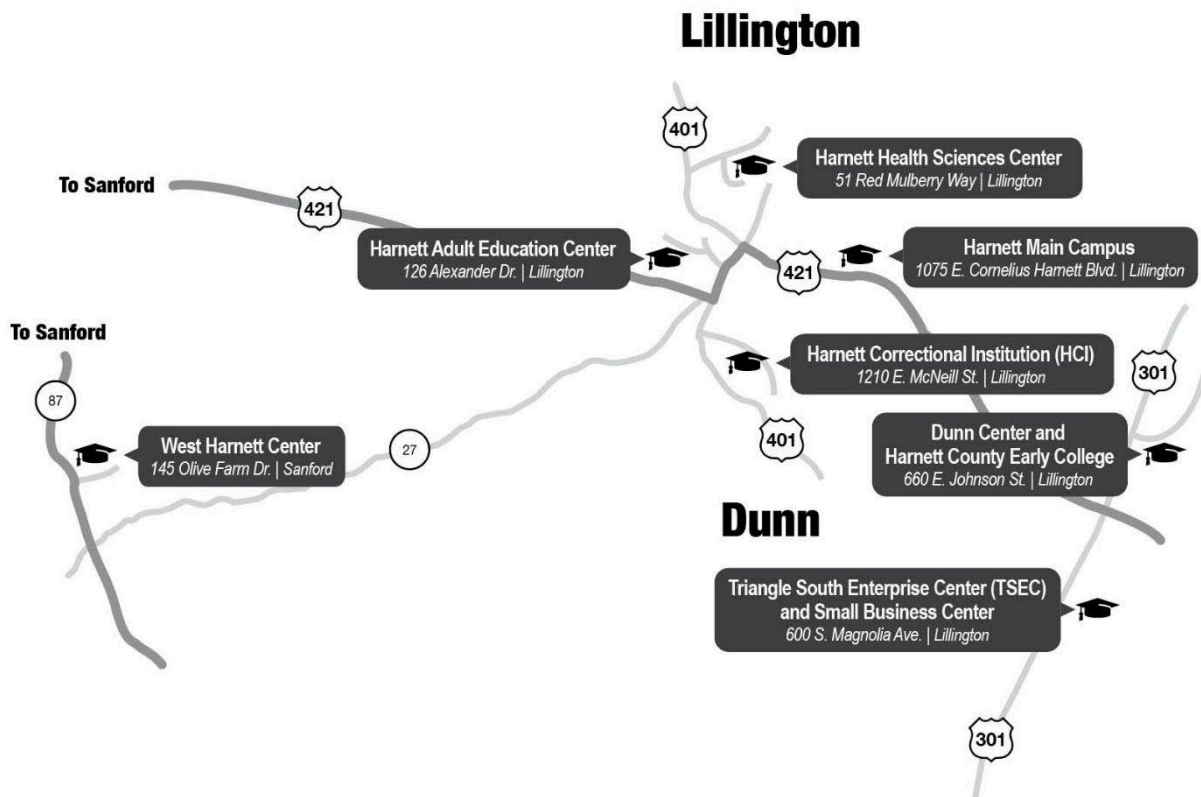 Lillington
401
Harnett Health Sciences Center
51 Red Mulberry Way | Lillington
To Sanford
421
Harnett Adult Education Center
126 Alexander Dr. | Lillington
421
Harnett Main Campus
1075 E. Cornelius Harnett Blvd. | Lillington
To Sanford
87
Harnett Correctional Institution (HCI)
1210 E. McNeill St. | Lillington
301
West Harnett Center
145 Olive Farm Dr. | Sanford
27
401
Dunn Center and
Harnett County Early College
660 E. Johnson St. | Lillington
Dunn
Triangle South Enterprise Center (TSEC)
and Small Business Center
600 S. Magnolia Ave. | Lillington
301